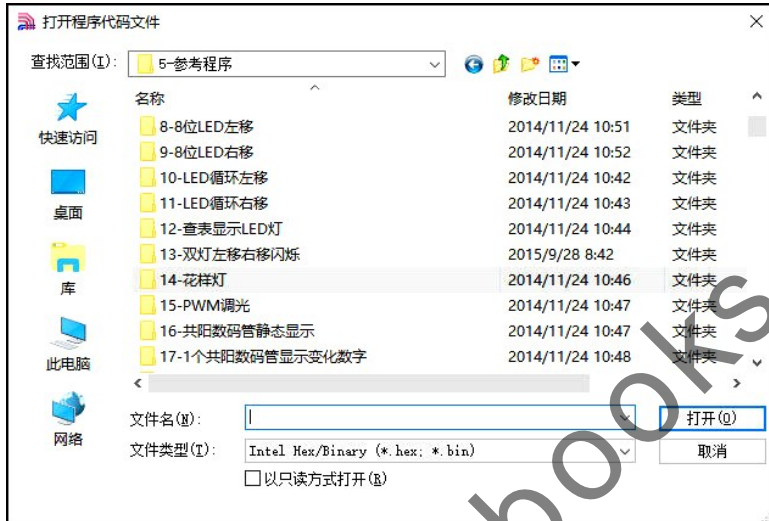 打开程序代码文件
查找范围(I): 5-参考程序
名称 修改日期 类型
8-8位LED左移 2014/11/24 10:51 文件夹
9-8位LED右移 2014/11/24 10:52 文件夹
10-LED循环左移 2014/11/24 10:42 文件夹
11-LED循环右移 2014/11/24 10:43 文件夹
12-查表显示LED灯 2014/11/24 10:44 文件夹
13-双灯左移右移闪烁 2015/9/28 8:42 文件夹
14-花样灯 2014/11/24 10:46 文件夹
15-PWM调光 2014/11/24 10:47 文件夹
16-共阳数码管静态显示 2014/11/24 10:47 文件夹
17-1个共阳数码管显示变化数字 2014/11/24 10:48 文件夹
快速访问
桌面
库
此电脑
网络
文件名(N): 打开(O)
文件类型(T): Intel Hex/Binary (*.hex; *.bin) 取消
以只读方式打开(R)
books